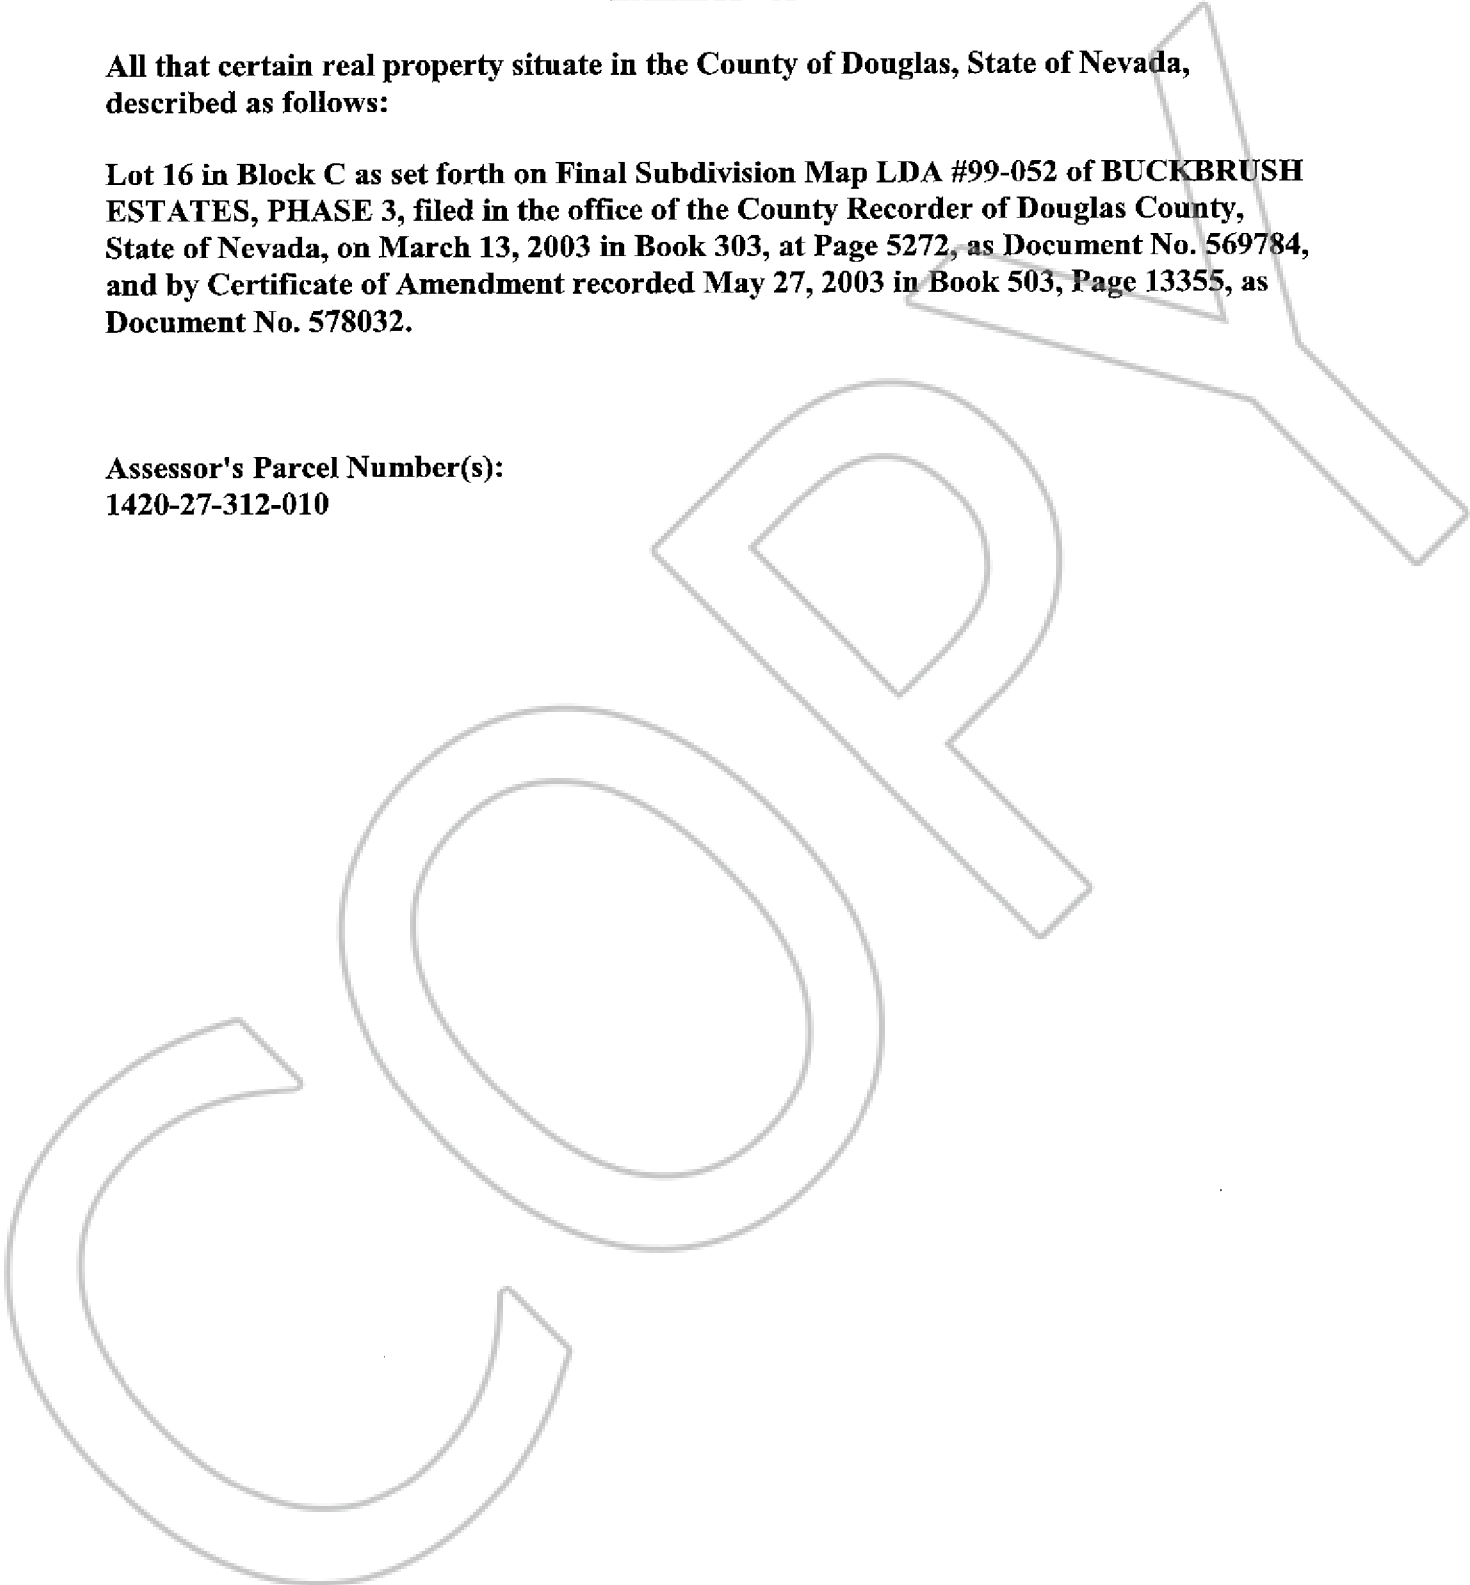 All that certain real property situate in the County of Douglas, State of Nevada,
described as follows:
Lot 16 in Block C as set forth on Final Subdivision Map LDA #99-052 of BUCKBRUSH
ESTATES, PHASE 3, filed in the office of the County Recorder of Douglas County,
State of Nevada, on March 13, 2003 in Book 303, at Page 5272, as Document No. 569784,
and by Certificate of Amendment recorded May 27, 2003 in Book 503, Page 13355, as
Document No. 578032.
Assessor's Parcel Number(s):
1420-27-312-010
COPY